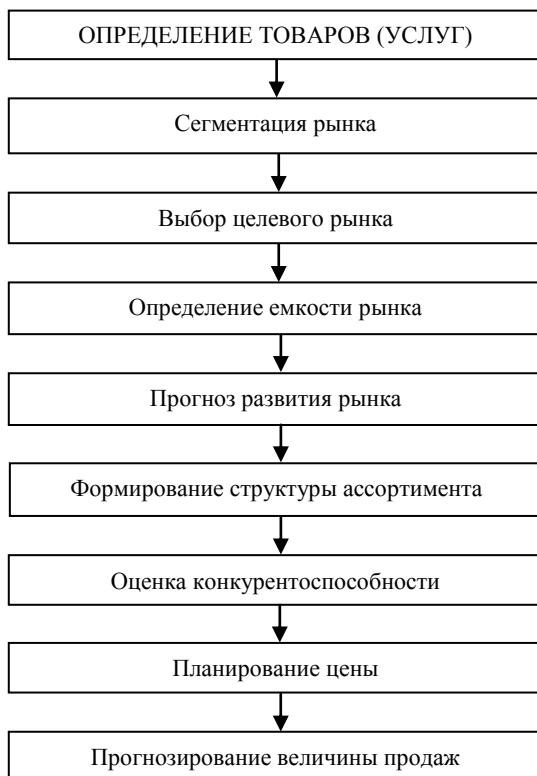 ОПРЕДЕЛЕНИЕ ТОВАРОВ (УСЛУГ)
Сегментация рынка
Выбор целевого рынка
Определение емкости рынка
Прогноз развития рынка
Формирование структуры ассортимента
Оценка конкурентоспособности
Планирование цены
Прогнозирование величины продаж